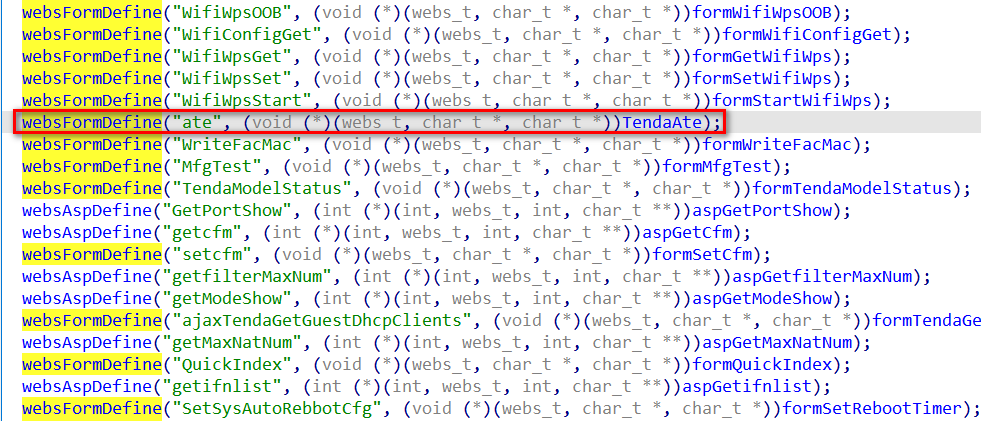 websFormDefine("WifiWpsOOB", (void (*)(webs_t, char_t *, char_t *))formWifiWpsOOB);
websFormDefine("WifiConfigGet", (void (*)(webs_t, char_t *, char_t *))formWifiConfigGet);
websFormDefine("WifiWpsGet", (void (*)(webs_t, char_t *, char_t *))formGetWifiWps);
websFormDefine("WifiWpsSet", (void (*)(webs_t, char_t *, char_t *))formSetWifiWps);
websFormDefine("WifiWpsStart", (void (*)(webs_t, char_t *, char_t *))formStartWifiWps);
websFormDefine("ate", (void (*)(webs_t, char_t *, char_t *))TendaAte);
websFormDefine("WriteFacMac", (void (*)(webs_t, char_t *, char_t *))formWriteFacMac);
websFormDefine("MfgTest", (void (*)(webs_t, char_t *, char_t *))formMfgTest);
websFormDefine("TendaModelStatus", (void (*)(webs_t, char_t *, char_t *))formTendaModelStatus);
websAspDefine("GetPortShow", (int (*)(int, webs_t, int, char_t **))aspGetPortShow);
websAspDefine("getcfm", (int (*)(int, webs_t, int, char_t **))aspGetCfm);
websFormDefine("setcfm", (void (*)(webs_t, char_t *, char_t *))formSetCfm);
websAspDefine("getfilterMaxNum", (int (*)(int, webs_t, int, char_t **))aspGetfilterMaxNum);
websAspDefine("getModeShow", (int (*)(int, webs_t, int, char_t **))aspGetModeShow);
websFormDefine("ajaxTendaGetGuestDhcpClients", (void (*)(webs_t, char_t *, char_t *))formTendaGe
websAspDefine("getMaxNatNum", (int (*)(int, webs_t, int, char_t **))aspGetMaxNatNum);
websFormDefine("QuickIndex", (void (*)(webs_t, char_t *, char_t *))formQuickIndex);
websAspDefine("getifnlist", (int (*)(int, webs_t, int, char_t **))aspGetifnlist);
websFormDefine("SetSysAutoRebbotCfg", (void (*)(webs_t, char_t *, char_t *))formSetRebootTimer);